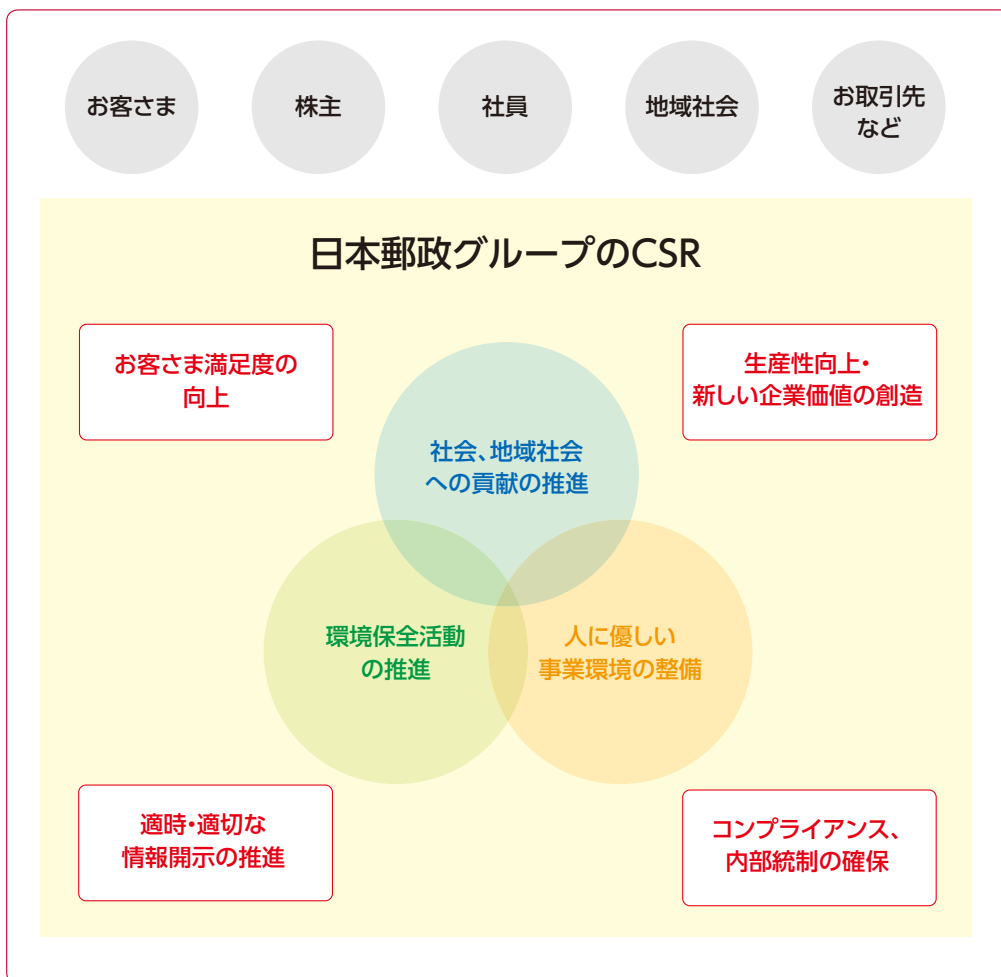 お客さま
株主
社員
地域社会
お取引先
など
日本郵政グループのCSR
お客さま満足度の
向上
生産性向上・
新しい企業価値の創造
社会、地域社会
への貢献の推進
環境保全活動
の推進
人に優しい
事業環境の整備
適時・適切な
情報開示の推進
コンプライアンス、
内部統制の確保